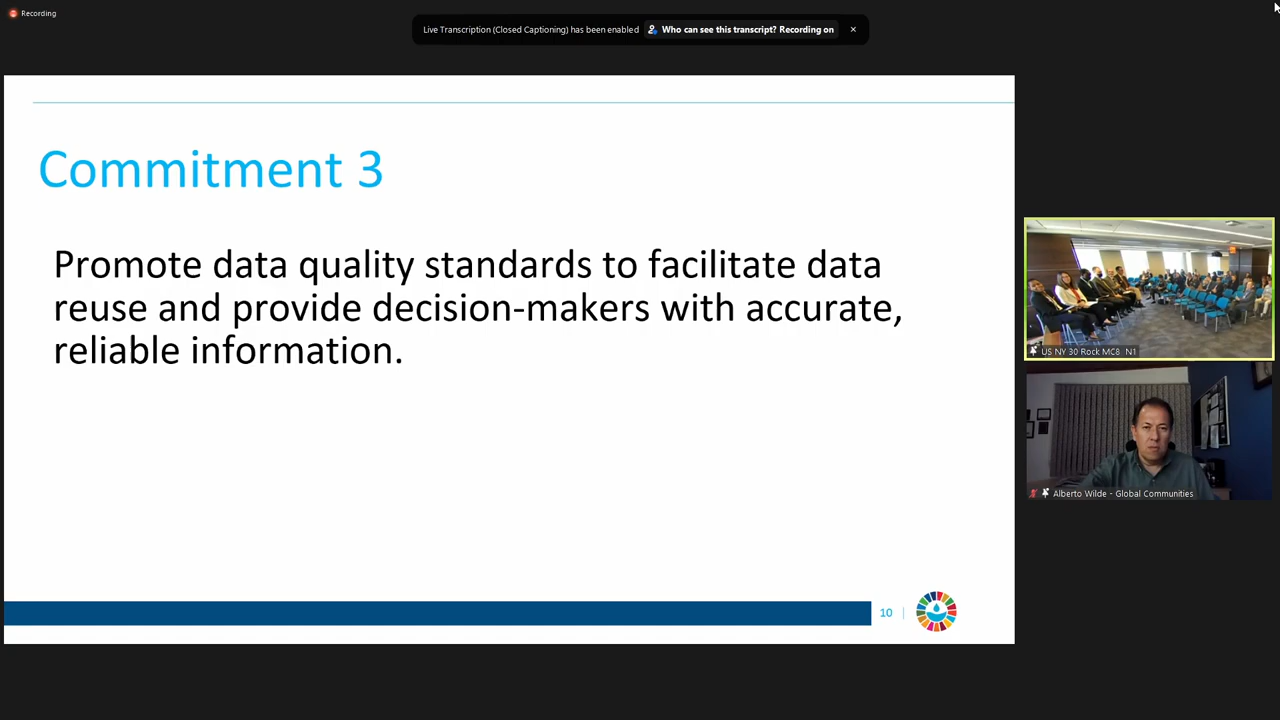 Recording
Live Transcription (Closed Captioning) has been enabled Who can see this transcript? Recording on
Commitment 3
Promote data quality standards to facilitate data
reuse and provide decision-makers with accurate,
reliable information.
10
US NY 30 Rock MC8 N1
Alberto Wilde - Global Communities